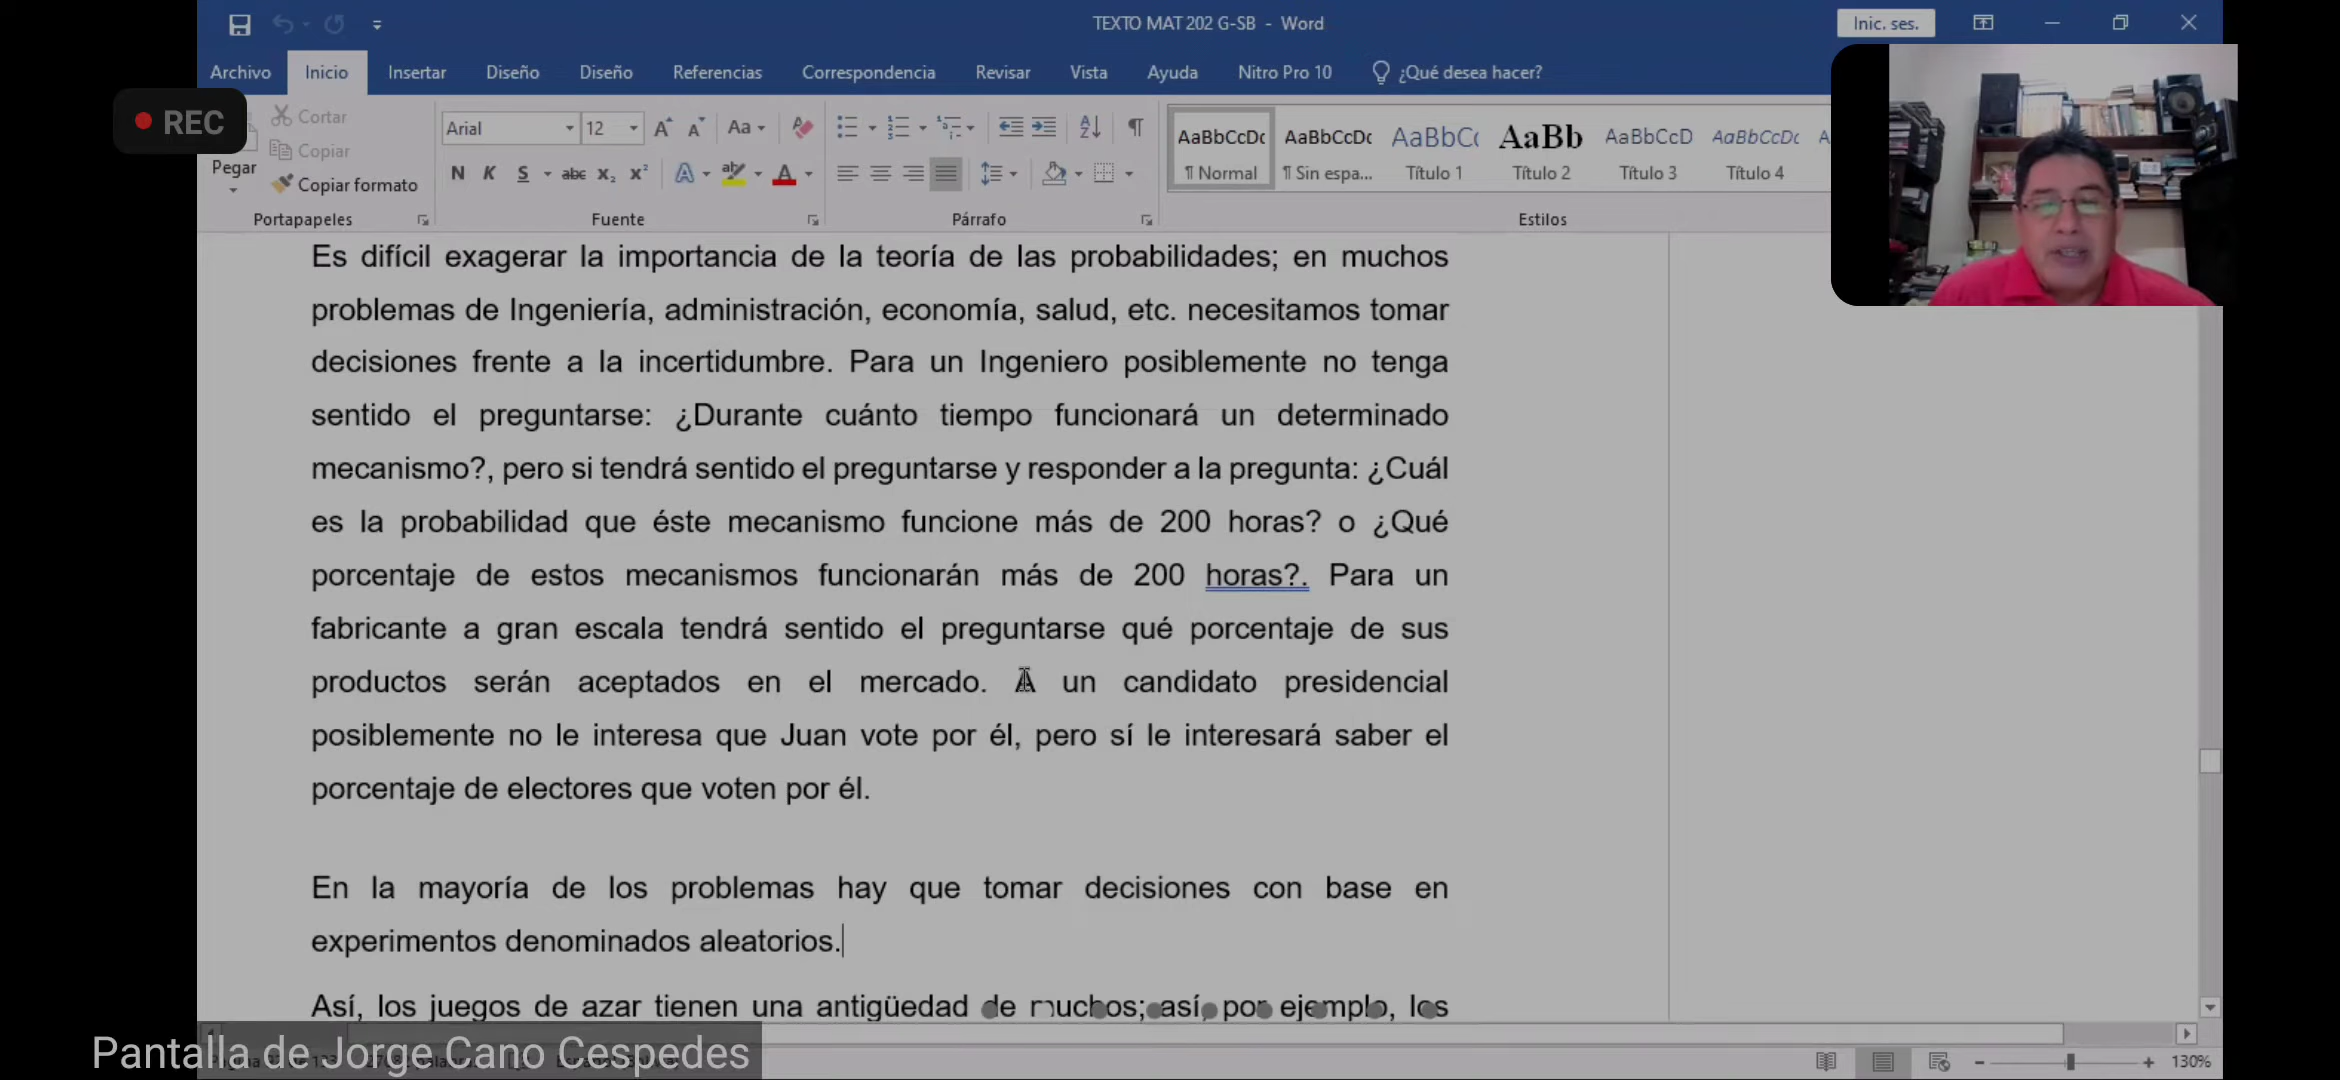 TEXTO MAT 202 G-SB - Word
Inic. ses.
Archivo Inicio Insertar Diseño Diseño Referencias Correspondencia Revisar Vista Ayuda Nitro Pro 10 ¿Qué desea hacer?
REC
Cortar
Copiar
Pegar
Copiar formato
Portapapeles
Arial 12
Aa
N K S abc x₂ x²
A A
Fuente
Párrafo
AaBbCcDc AaBbCcDc AaBbC( AaBb AaBbCcD AaBbCcDc
¶ Normal ¶ Sin espa... Título 1 Título 2 Título 3 Título 4
Estilos
Es difícil exagerar la importancia de la teoría de las probabilidades; en muchos
problemas de Ingeniería, administración, economía, salud, etc. necesitamos tomar
decisiones frente a la incertidumbre. Para un Ingeniero posiblemente no tenga
sentido el preguntarse: ¿Durante cuánto tiempo funcionará un determinado
mecanismo?, pero si tendrá sentido el preguntarse y responder a la pregunta: ¿Cuál
es la probabilidad que éste mecanismo funcione más de 200 horas? o ¿Qué
porcentaje de estos mecanismos funcionarán más de 200 horas?. Para un
fabricante a gran escala tendrá sentido el preguntarse qué porcentaje de sus
productos serán aceptados en el mercado. A un candidato presidencial
posiblemente no le interesa que Juan vote por él, pero sí le interesará saber el
porcentaje de electores que voten por él.
En la mayoría de los problemas hay que tomar decisiones con base en
experimentos denominados aleatorios.
Así, los juegos de azar tienen una antigüedad de muchos; así, por ejemplo, los
Pantalla de Jorge Cano Cespedes
130%